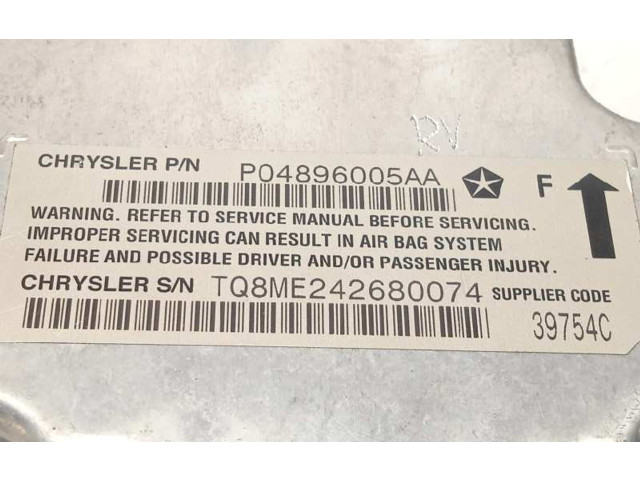 RV
CHRYSLER P/N P04896005AA F
WARNING. REFER TO SERVICE MANUAL BEFORE SERVICING.
IMPROPER SERVICING CAN RESULT IN AIR BAG SYSTEM
FAILURE AND POSSIBLE DRIVER AND/OR PASSENGER INJURY.
CHRYSLER S/N TQ8ME242680074 SUPPLIER CODE
39754C